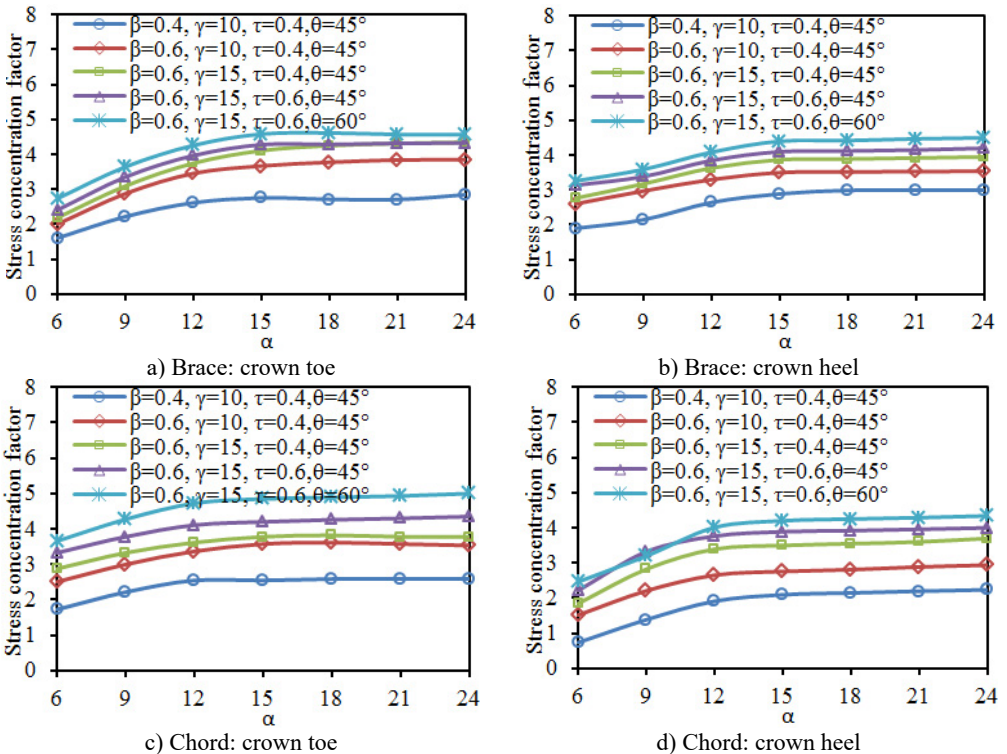 Stress concentration factor
8
7
6
5
4
3
2
1
0
β=0.4, γ=10, τ=0.4,θ=45°
β=0.6, γ=10, τ=0.4,θ=45°
β=0.6, γ=15, τ=0.4,θ=45°
β=0.6, γ=15, τ=0.6,θ=45°
β=0.6, γ=15, τ=0.6,θ=60°
6 9 12 15 18 21 24
α
a) Brace: crown toe
Stress concentration factor
8
7
6
5
4
3
2
1
0
β=0.4, γ=10, τ=0.4,θ=45°
β=0.6, γ=10, τ=0.4,θ=45°
β=0.6, γ=15, τ=0.4,θ=45°
β=0.6, γ=15, τ=0.6,θ=45°
β=0.6, γ=15, τ=0.6,θ=60°
6 9 12 15 18 21 24
α
b) Brace: crown heel
Stress concentration factor
8
7
6
5
4
3
2
1
0
β=0.4, γ=10, τ=0.4,θ=45°
β=0.6, γ=10, τ=0.4,θ=45°
β=0.6, γ=15, τ=0.4,θ=45°
β=0.6, γ=15, τ=0.6,θ=45°
β=0.6, γ=15, τ=0.6,θ=60°
6 9 12 15 18 21 24
α
c) Chord: crown toe
Stress concentration factor
8
7
6
5
4
3
2
1
0
β=0.4, γ=10, τ=0.4,θ=45°
β=0.6, γ=10, τ=0.4,θ=45°
β=0.6, γ=15, τ=0.4,θ=45°
β=0.6, γ=15, τ=0.6,θ=45°
β=0.6, γ=15, τ=0.6,θ=60°
6 9 12 15 18 21 24
α
d) Chord: crown heel